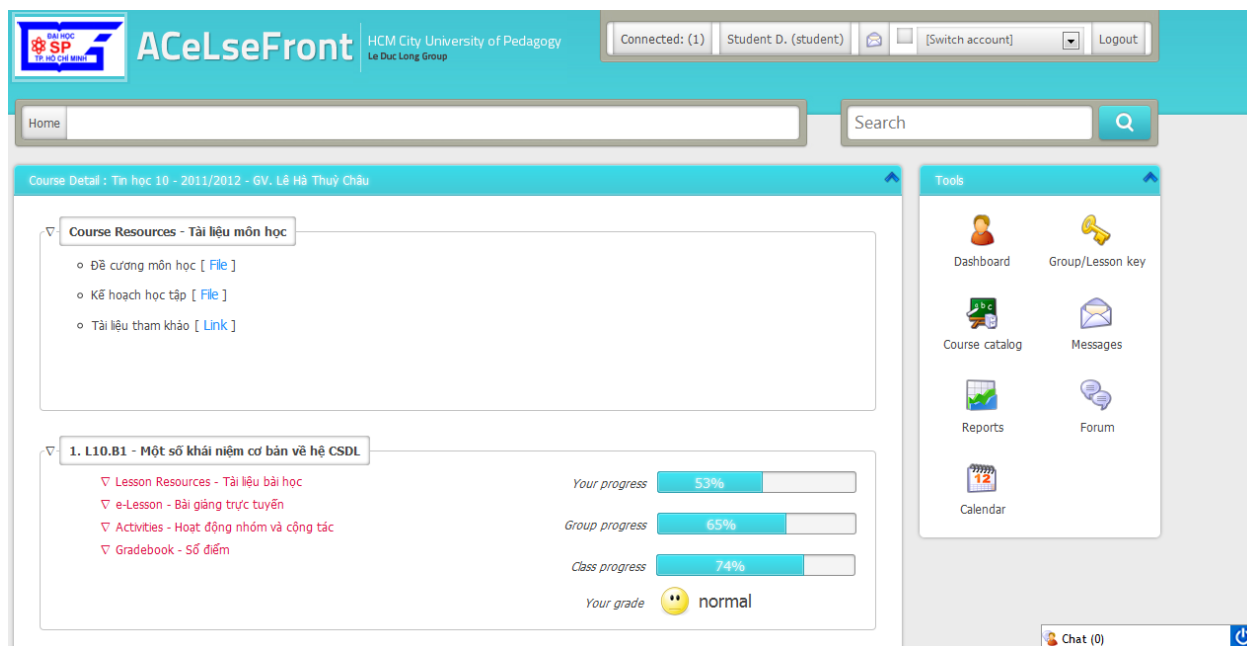 ĐẠI HỌC
SP
TP. HỒ CHÍ MINH
ACeLseFront
HCM City University of Pedagogy
Le Duc Long Group
Connected: (1)
Student D. (student)
[Switch account]
Logout
Home
Search
Course Detail : Tin học 10 - 2011/2012 - GV. Lê Hà Thuỳ Châu
Course Resources - Tài liệu môn học
Đề cương môn học [ File ]
Kế hoạch học tập [ File ]
Tài liệu tham khảo [ Link ]
1. L10.B1 - Một số khái niệm cơ bản về hệ CSDL
Lesson Resources - Tài liệu bài học
e-Lesson - Bài giảng trực tuyến
Activities - Hoạt động nhóm và cộng tác
Gradebook - Sổ điểm
Your progress 53%
Group progress 65%
Class progress 74%
Your grade normal
Tools
Dashboard
Group/Lesson key
abc
Course catalog
Messages
Reports
Forum
12
Calendar
Chat (0)